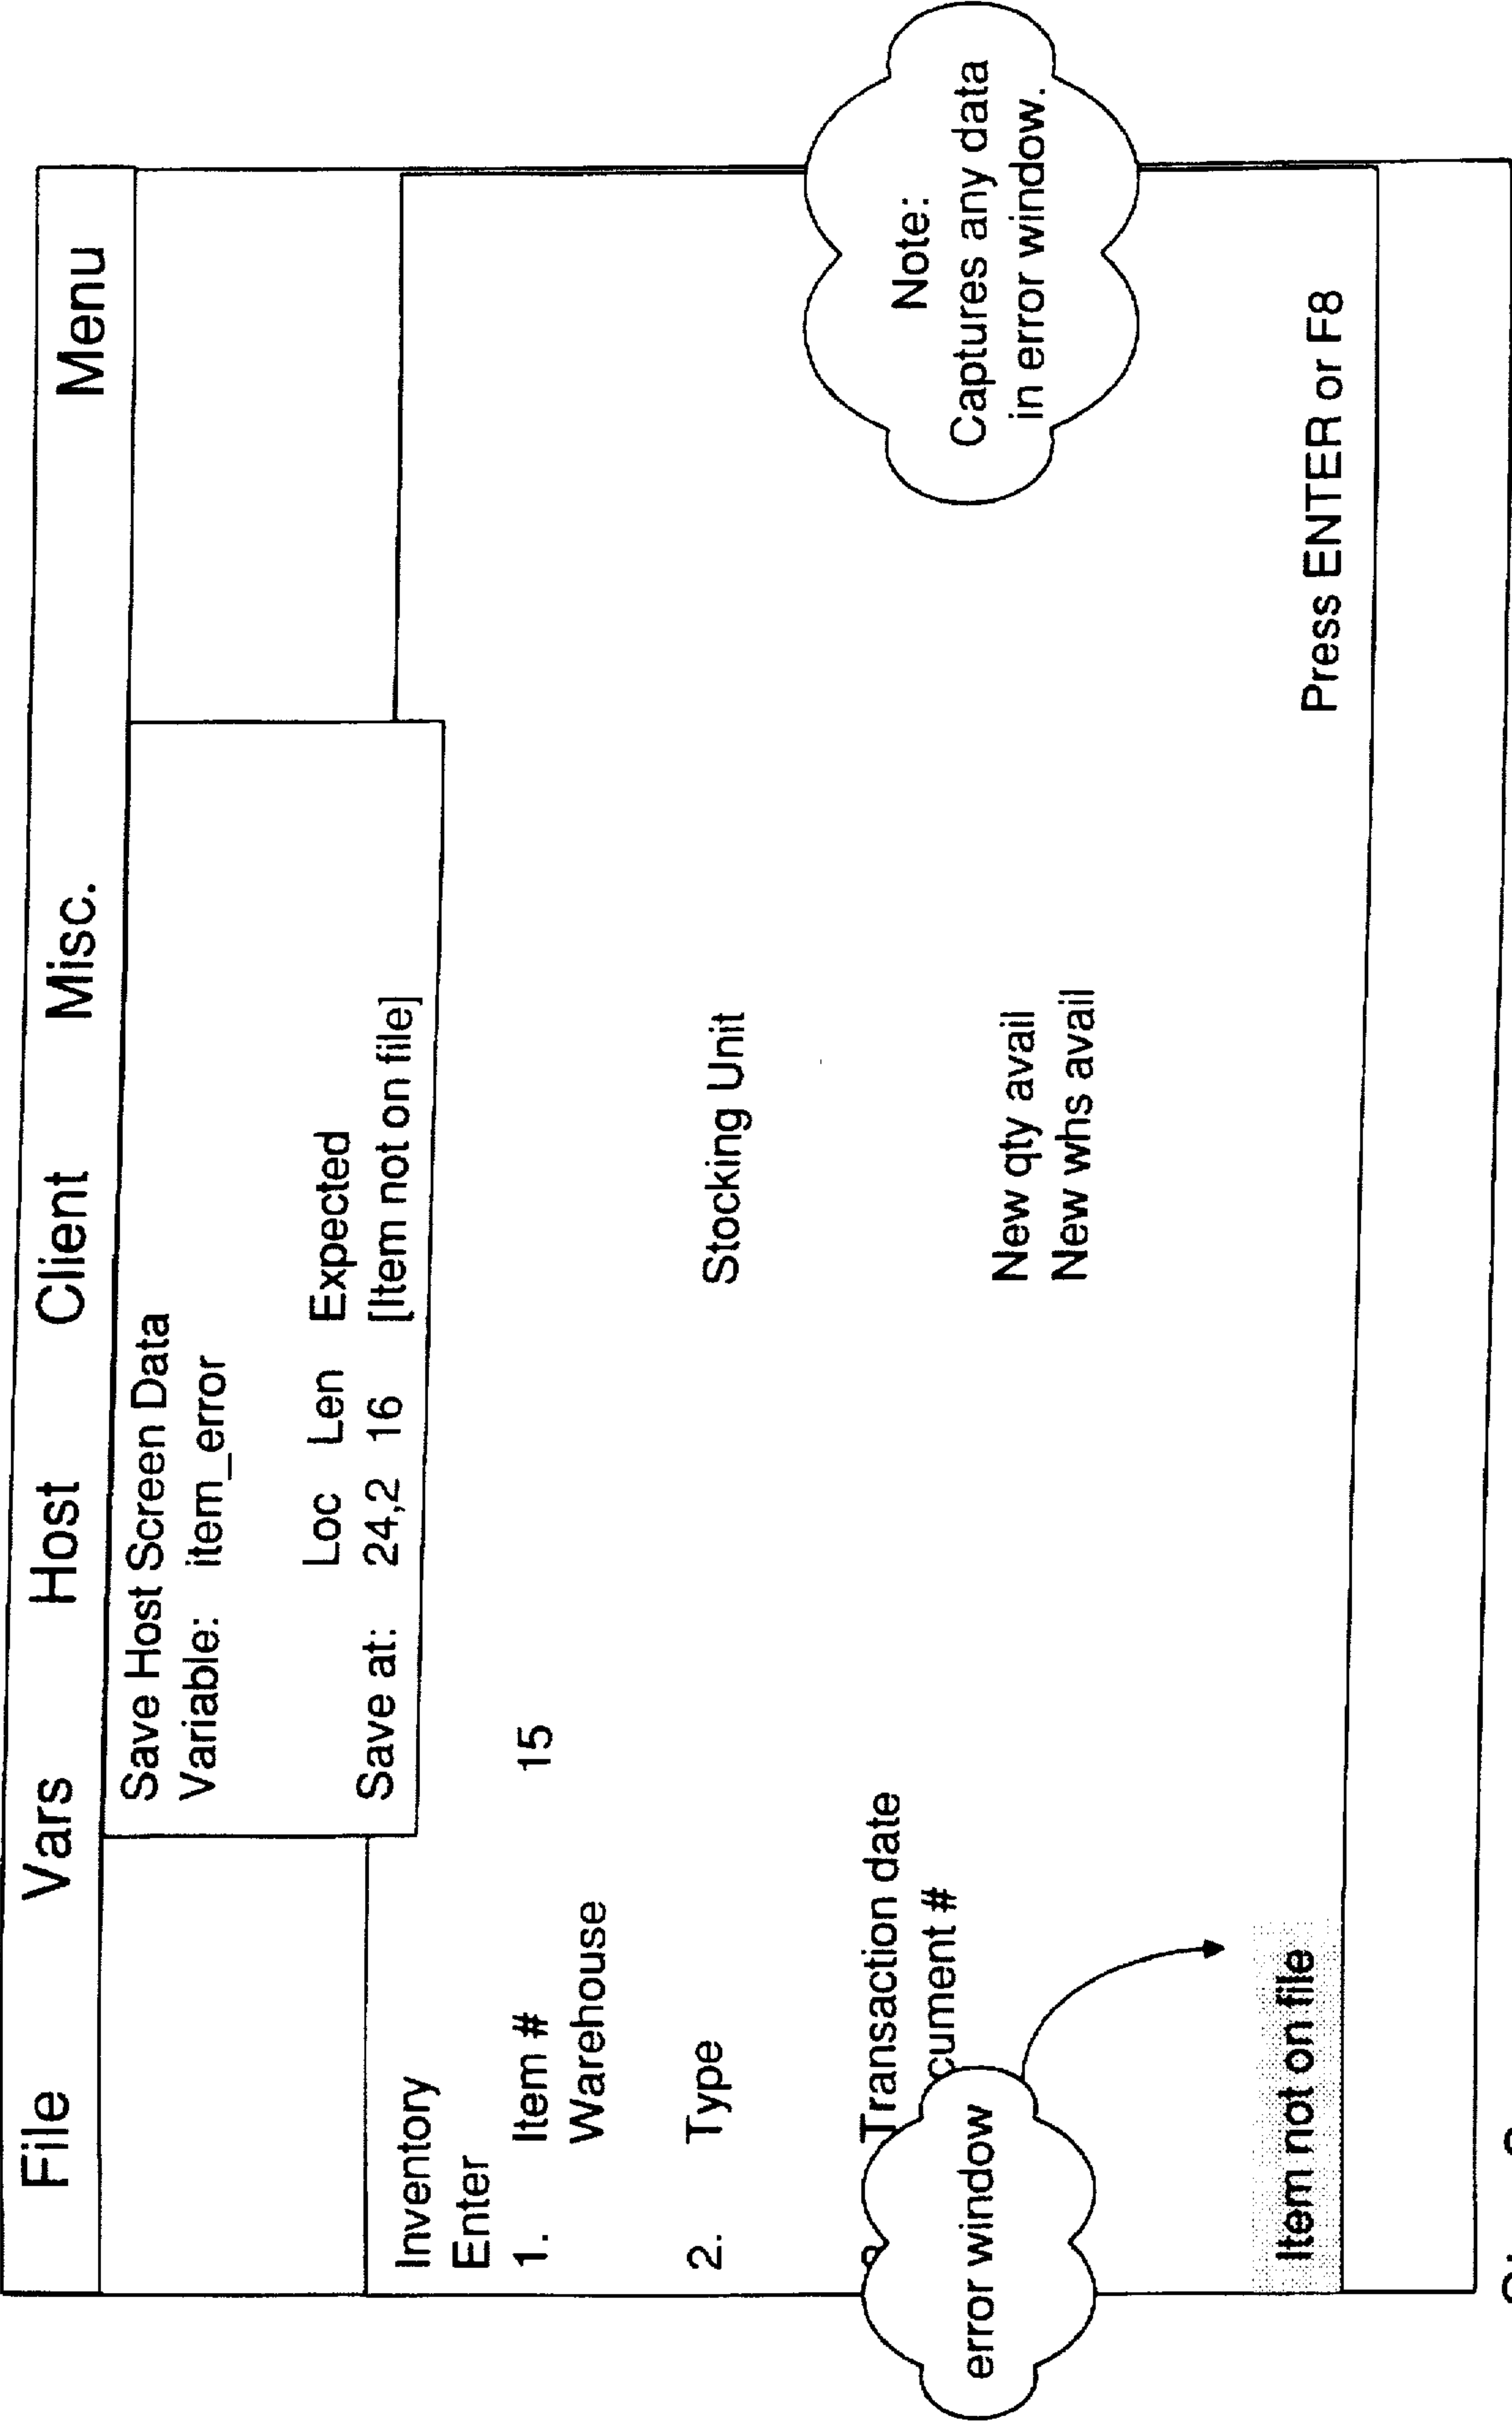 File Vars Host Client Misc. Menu
Save Host Screen Data
Variable: item_error
Loc Len Expected
Save at: 24,2 16 [Item not on file]
Inventory
Enter
1. Item # 15
Warehouse
2. Type Stocking Unit
Transaction date
cument #
New qty avail
New whs avail
error window
Note:
Captures any data
in error window.
Item not on file
Press ENTER or F8